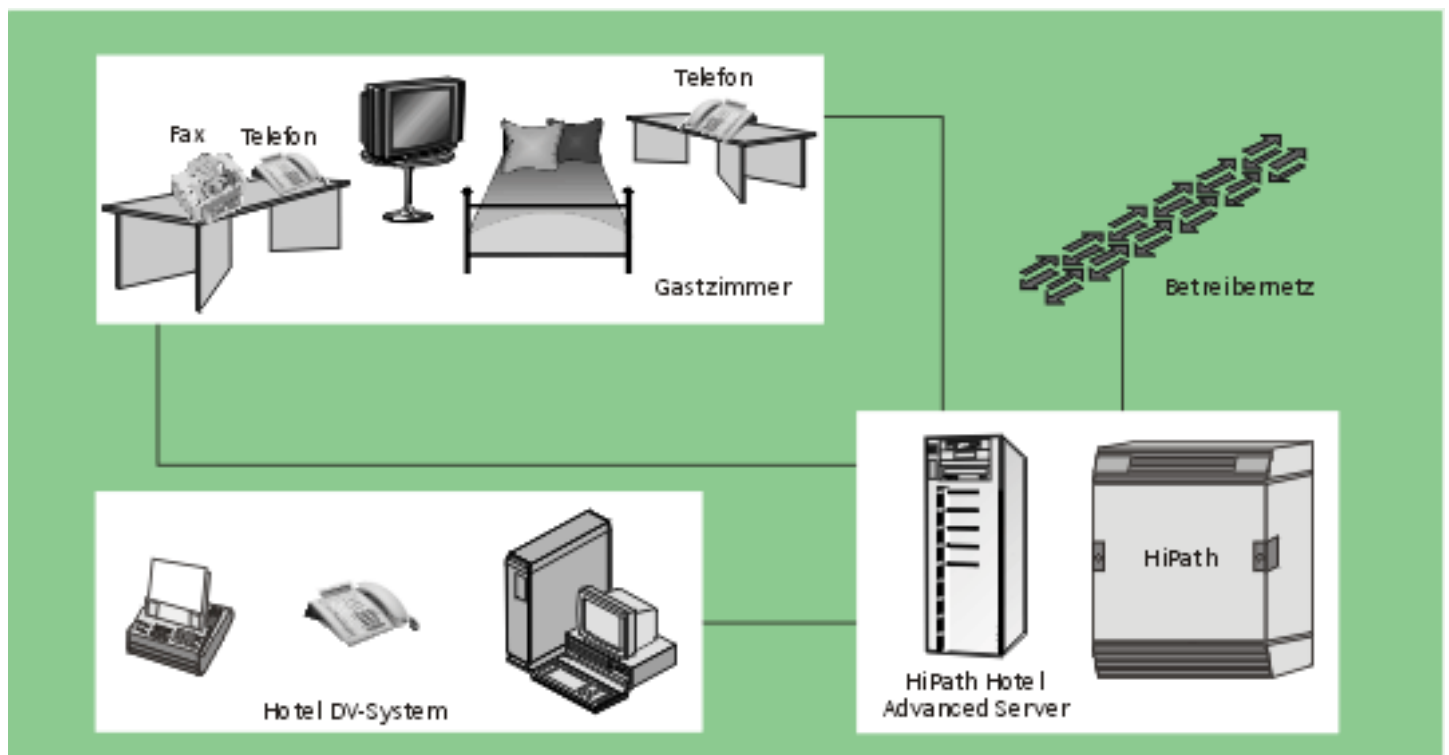 Telefon
Fax
Telefon
Gastzimmer
Betreibernetz
HiPath
HiPath Hotel
Advanced Server
Hotel DV-System